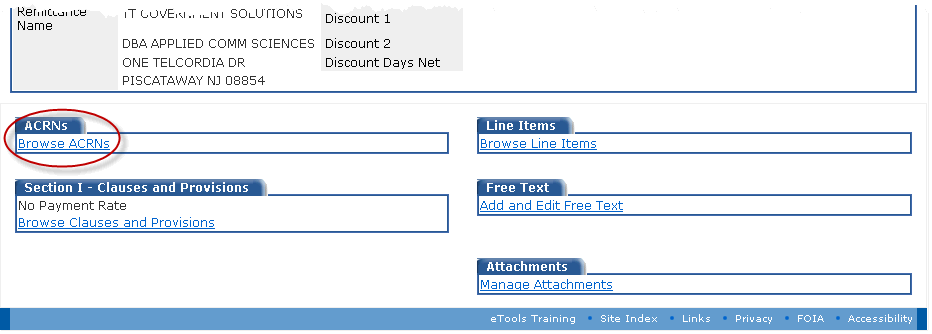 Remittance Name
IT GOVERNMENT SOLUTIONS
Discount 1
DBA APPLIED COMM SCIENCES
Discount 2
ONE TELCORDIA DR
Discount Days Net
PISCATAWAY NJ 08854
ACRNs
Browse ACRNs
Line Items
Browse Line Items
Section I - Clauses and Provisions
No Payment Rate
Browse Clauses and Provisions
Free Text
Add and Edit Free Text
Attachments
Manage Attachments
eTools Training • Site Index • Links • Privacy • FOIA • Accessibility